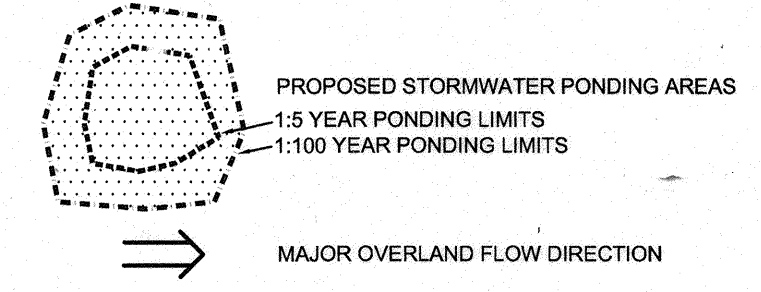 PROPOSED STORMWATER PONDING AREAS
1:5 YEAR PONDING LIMITS
1:100 YEAR PONDING LIMITS
MAJOR OVERLAND FLOW DIRECTION